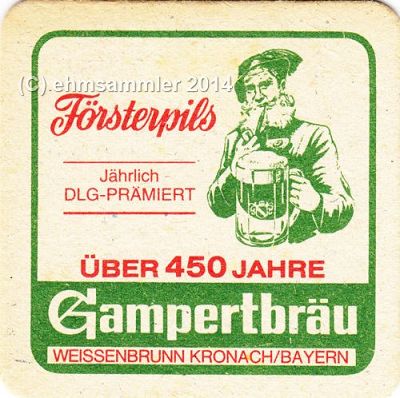 (C) ehmsammler 2014
Försterpils
Jährlich
DLG-PRÄMIERT
ÜBER 450 JAHRE
Gampertbräu
WEISSENBRUNN KRONACH/BAYERN